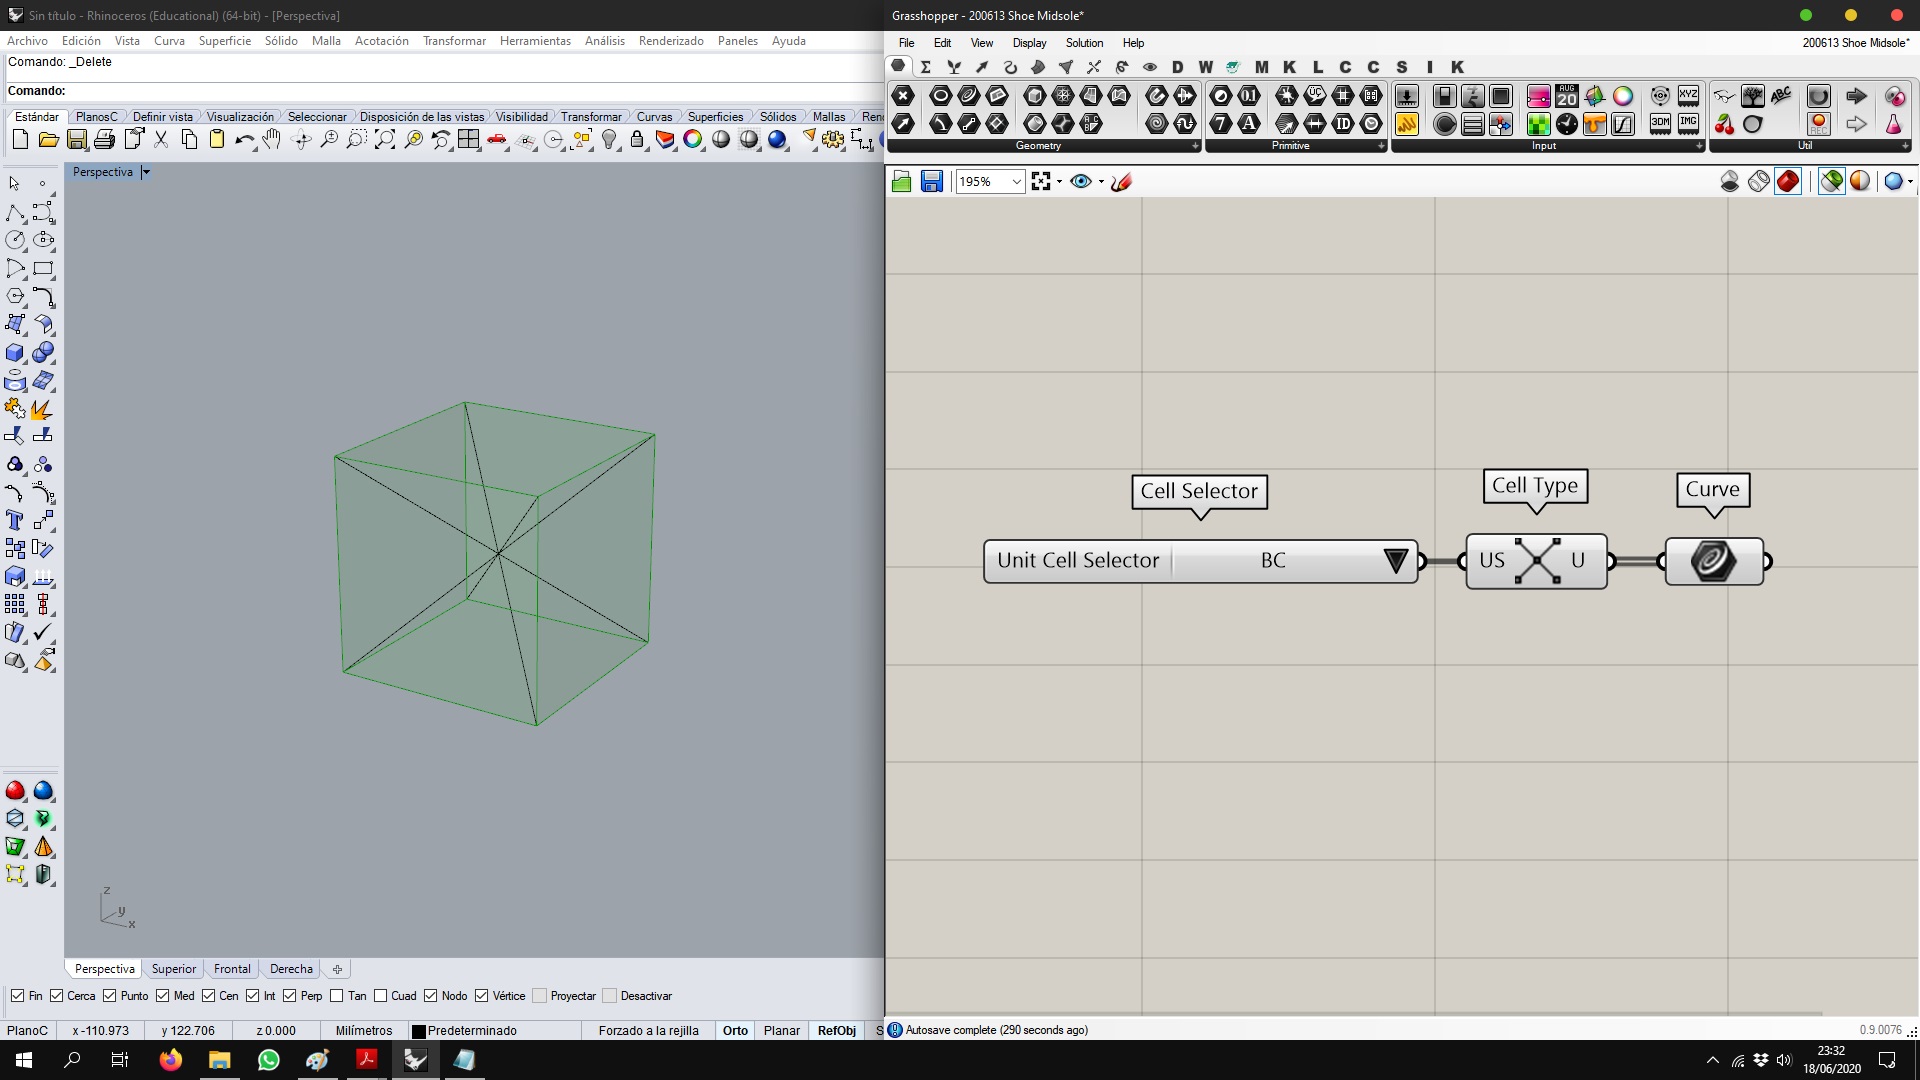 Sin título - Rhinoceros (Educational) (64-bit) - [Perspectiva]
Archivo Edición Vista Curva Superficie Sólido Malla Acotación Transformar Herramientas Análisis Renderizado Paneles Ayuda
Comando: _Delete
Comando:
Estándar PlanosC Definir vista Visualización Seleccionar Disposición de las vistas Visibilidad Transformar Curvas Superficies Sólidos Mallas
Perspectiva
z
y
x
Perspectiva Superior Frontal Derecha
Fin Cerca Punto Med Cen Int Perp Tan Cuad Nodo Vértice Proyectar Desactivar
PlanoC x -110.973 y 122.706 z 0.000 Milímetros Predeterminado Forzado a la rejilla Orto Planar RefObj S
Grasshopper - 200613 Shoe Midsole*
File Edit View Display Solution Help
200613 Shoe Midsole*
D W M K L C C S I K
Geometry Primitive Input Util
195%
Cell Selector
Cell Type
Curve
Unit Cell Selector BC
US U
Autosave complete (290 seconds ago)
0.9.0076
23:32
18/06/2020